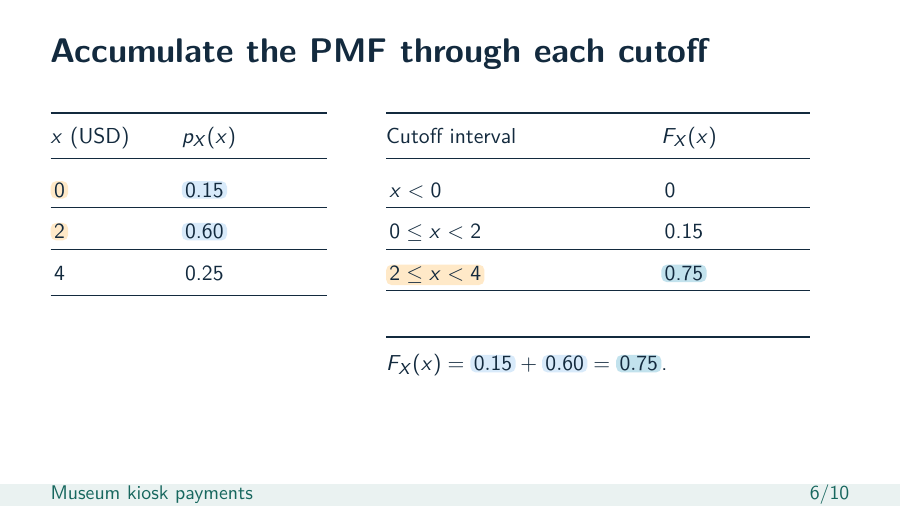 Accumulate the PMF through each cutoff
x (USD) p_X(x)
0 0.15
2 0.60
4 0.25
Cutoff interval F_X(x)
x < 0 0
0 ≤ x < 2 0.15
2 ≤ x < 4 0.75
F_X(x) = 0.15 + 0.60 = 0.75.
Museum kiosk payments 6/10